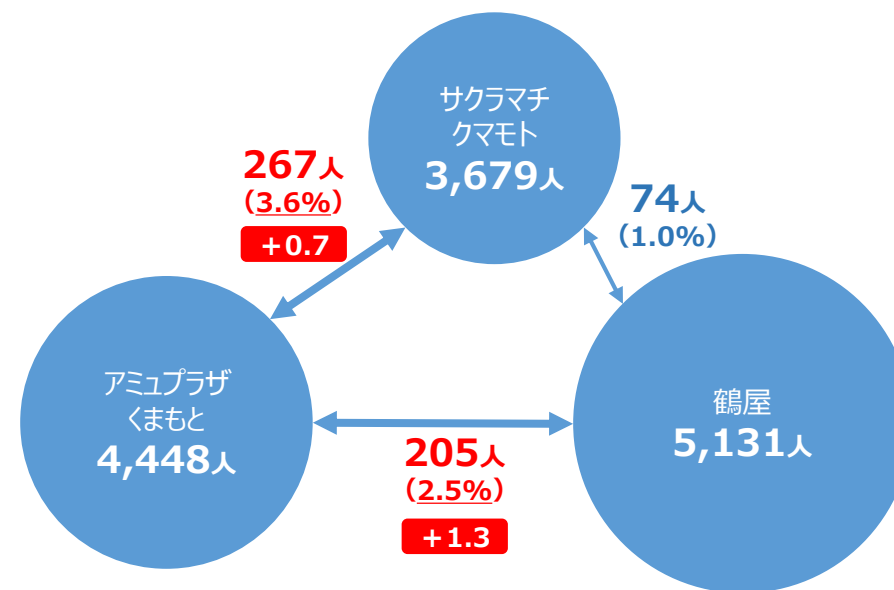 サクラマチ
クマモト
3,679人
267人
（3.6%）
＋0.7
74人
（1.0%）
アミュプラザ
くまもと
4,448人
鶴屋
5,131人
205人
（2.5%）
＋1.3